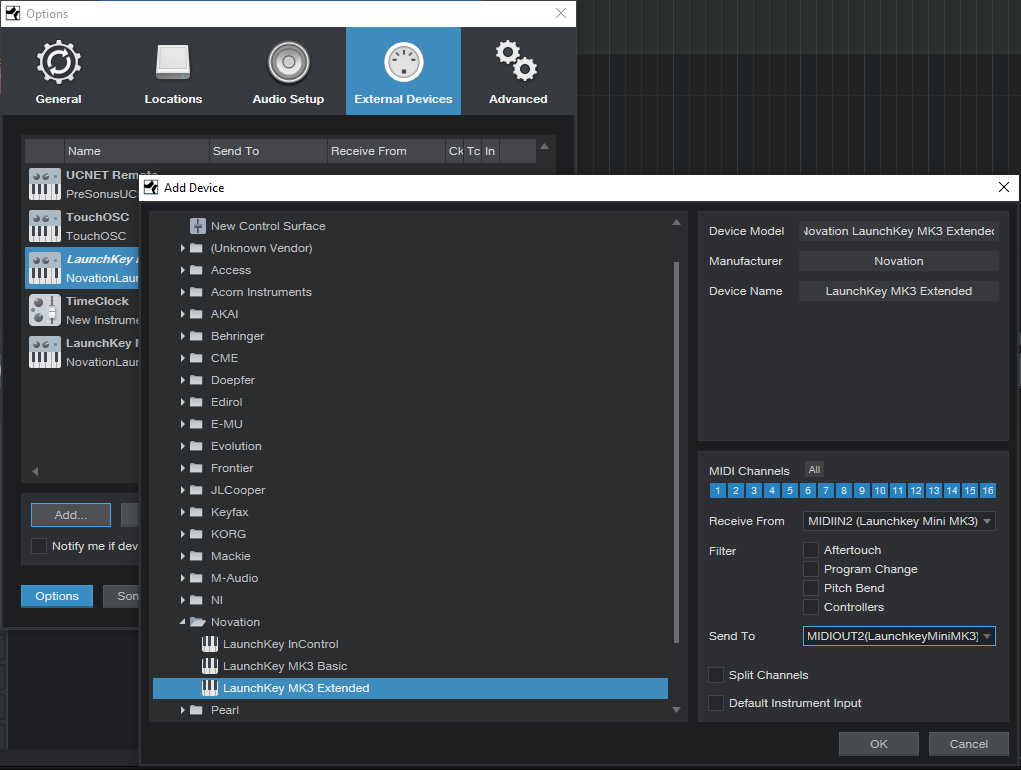 Options
General
Locations
Audio Setup
External Devices
Advanced
Name Send To Receive From Ck Tc In
UCNET Remote
PreSonusUC
TouchOSC
TouchOSC
LaunchKey
NovationLau
TimeClock
New Instrume
LaunchKey
NovationLau
Add...
Notify me if dev
Options
Son
Add Device
New Control Surface
(Unknown Vendor)
Access
Acorn Instruments
AKAI
Behringer
CME
Doepfer
Edirol
E-MU
Evolution
Frontier
JLCooper
Keyfax
KORG
Mackie
M-Audio
NI
Novation
LaunchKey InControl
LaunchKey MK3 Basic
LaunchKey MK3 Extended
Pearl
Device Model Novation LaunchKey MK3 Extended
Manufacturer Novation
Device Name LaunchKey MK3 Extended
MIDI Channels All
1 2 3 4 5 6 7 8 9 10 11 12 13 14 15 16
Receive From MIDIIN2 (Launchkey Mini MK3)
Filter Aftertouch
Program Change
Pitch Bend
Controllers
Send To MIDIOUT2(LaunchkeyMiniMK3)
Split Channels
Default Instrument Input
OK Cancel